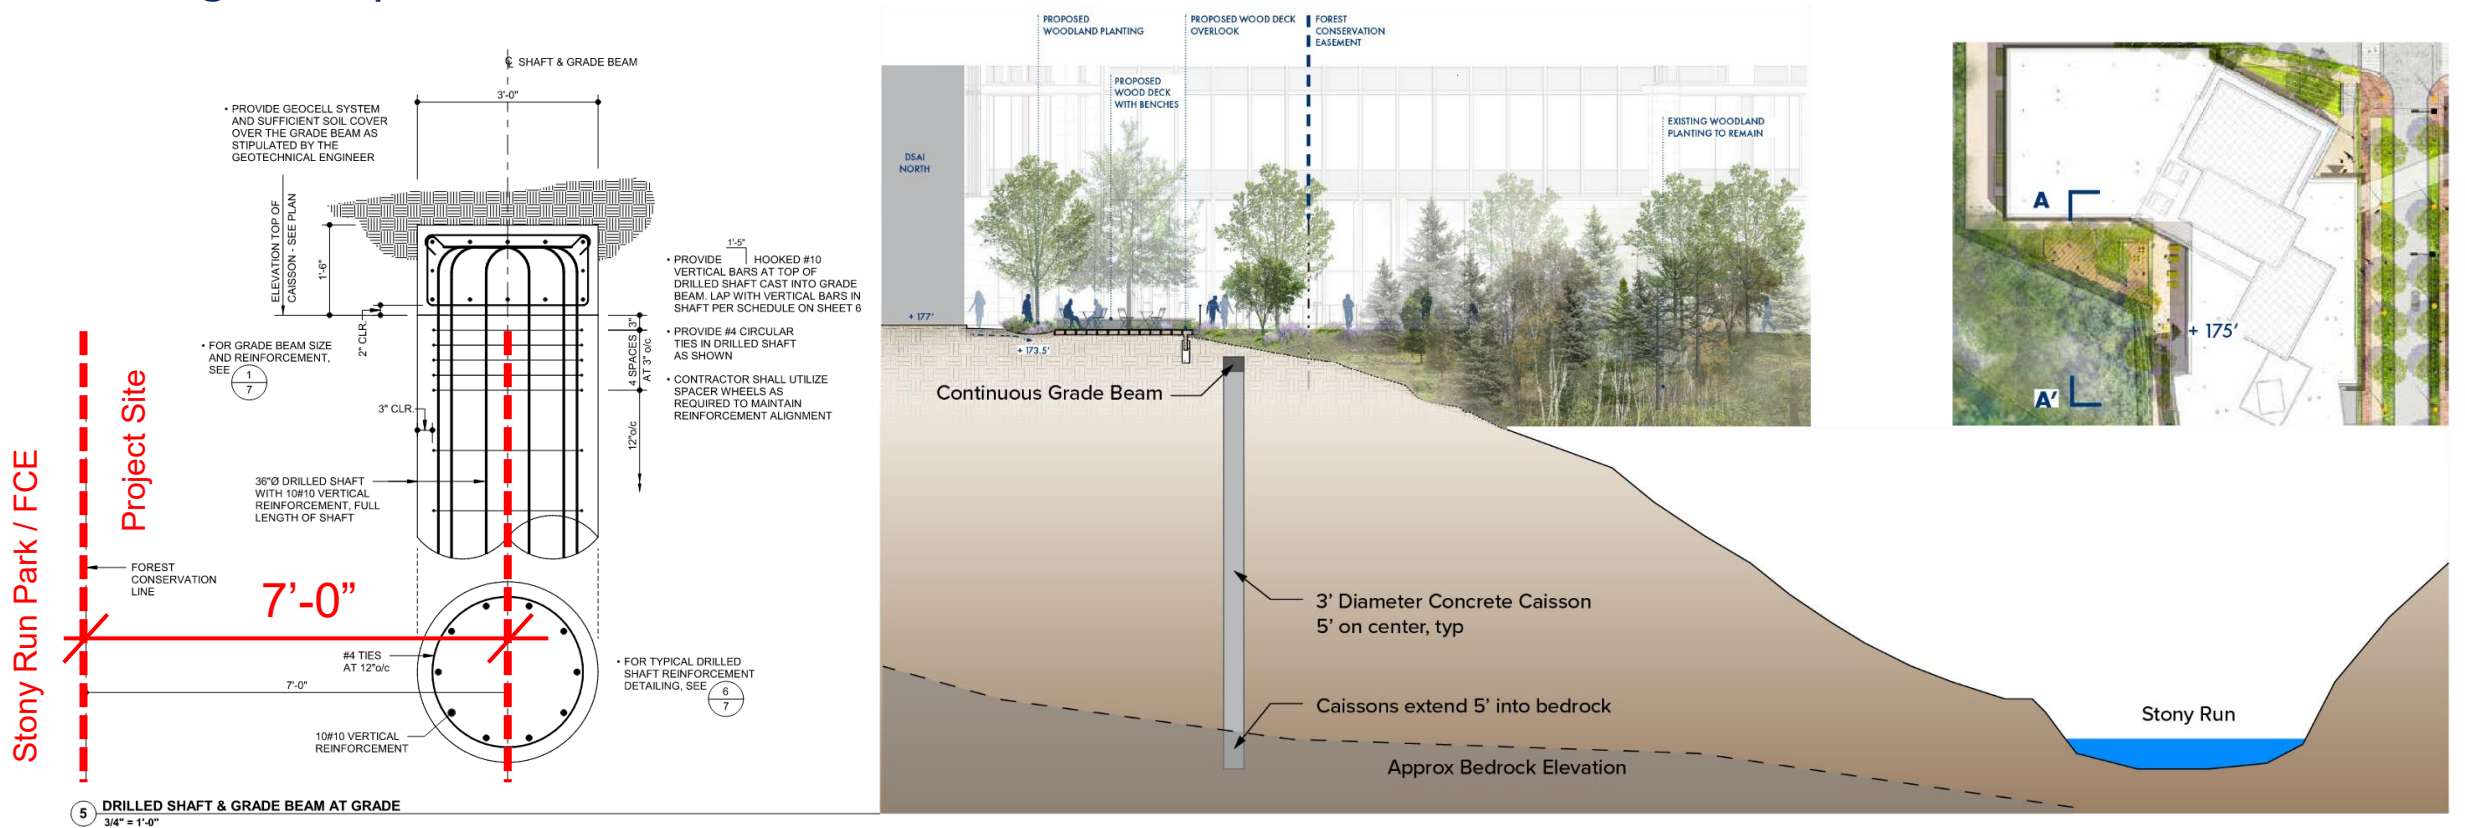 ℄ SHAFT & GRADE BEAM
3'-0"
• PROVIDE GEOCELL SYSTEM
AND SUFFICIENT SOIL COVER
OVER THE GRADE BEAM AS
STIPULATED BY THE
GEOTECHNICAL ENGINEER
ELEVATION TOP OF
CAISSON - SEE PLAN
1'-6"
2" CLR.
• FOR GRADE BEAM SIZE
AND REINFORCEMENT,
SEE
1
7
3" CLR.
1'-5"
• PROVIDE HOOKED #10
VERTICAL BARS AT TOP OF
DRILLED SHAFT CAST INTO GRADE
BEAM. LAP WITH VERTICAL BARS IN
SHAFT PER SCHEDULE ON SHEET 6
• PROVIDE #4 CIRCULAR
TIES IN DRILLED SHAFT
AS SHOWN
• CONTRACTOR SHALL UTILIZE
SPACER WHEELS AS
REQUIRED TO MAINTAIN
REINFORCEMENT ALIGNMENT
3"
4 SPACES
AT 3" o/c
12"o/c
36"Ø DRILLED SHAFT
WITH 10#10 VERTICAL
REINFORCEMENT, FULL
LENGTH OF SHAFT
Stony Run Park / FCE
Project Site
FOREST
CONSERVATION
LINE
7'-0"
#4 TIES
AT 12"o/c
7'-0"
10#10 VERTICAL
REINFORCEMENT
• FOR TYPICAL DRILLED
SHAFT REINFORCEMENT
DETAILING, SEE
6
7
5
DRILLED SHAFT & GRADE BEAM AT GRADE
3/4" = 1'-0"
PROPOSED
WOODLAND PLANTING
PROPOSED WOOD DECK
OVERLOOK
FOREST
CONSERVATION
EASEMENT
PROPOSED
WOOD DECK
WITH BENCHES
EXISTING WOODLAND
PLANTING TO REMAIN
DSAI
NORTH
+ 177'
+ 173.5'
Continuous Grade Beam
3' Diameter Concrete Caisson
5' on center, typ
Caissons extend 5' into bedrock
Approx Bedrock Elevation
Stony Run
A
+ 175'
A'